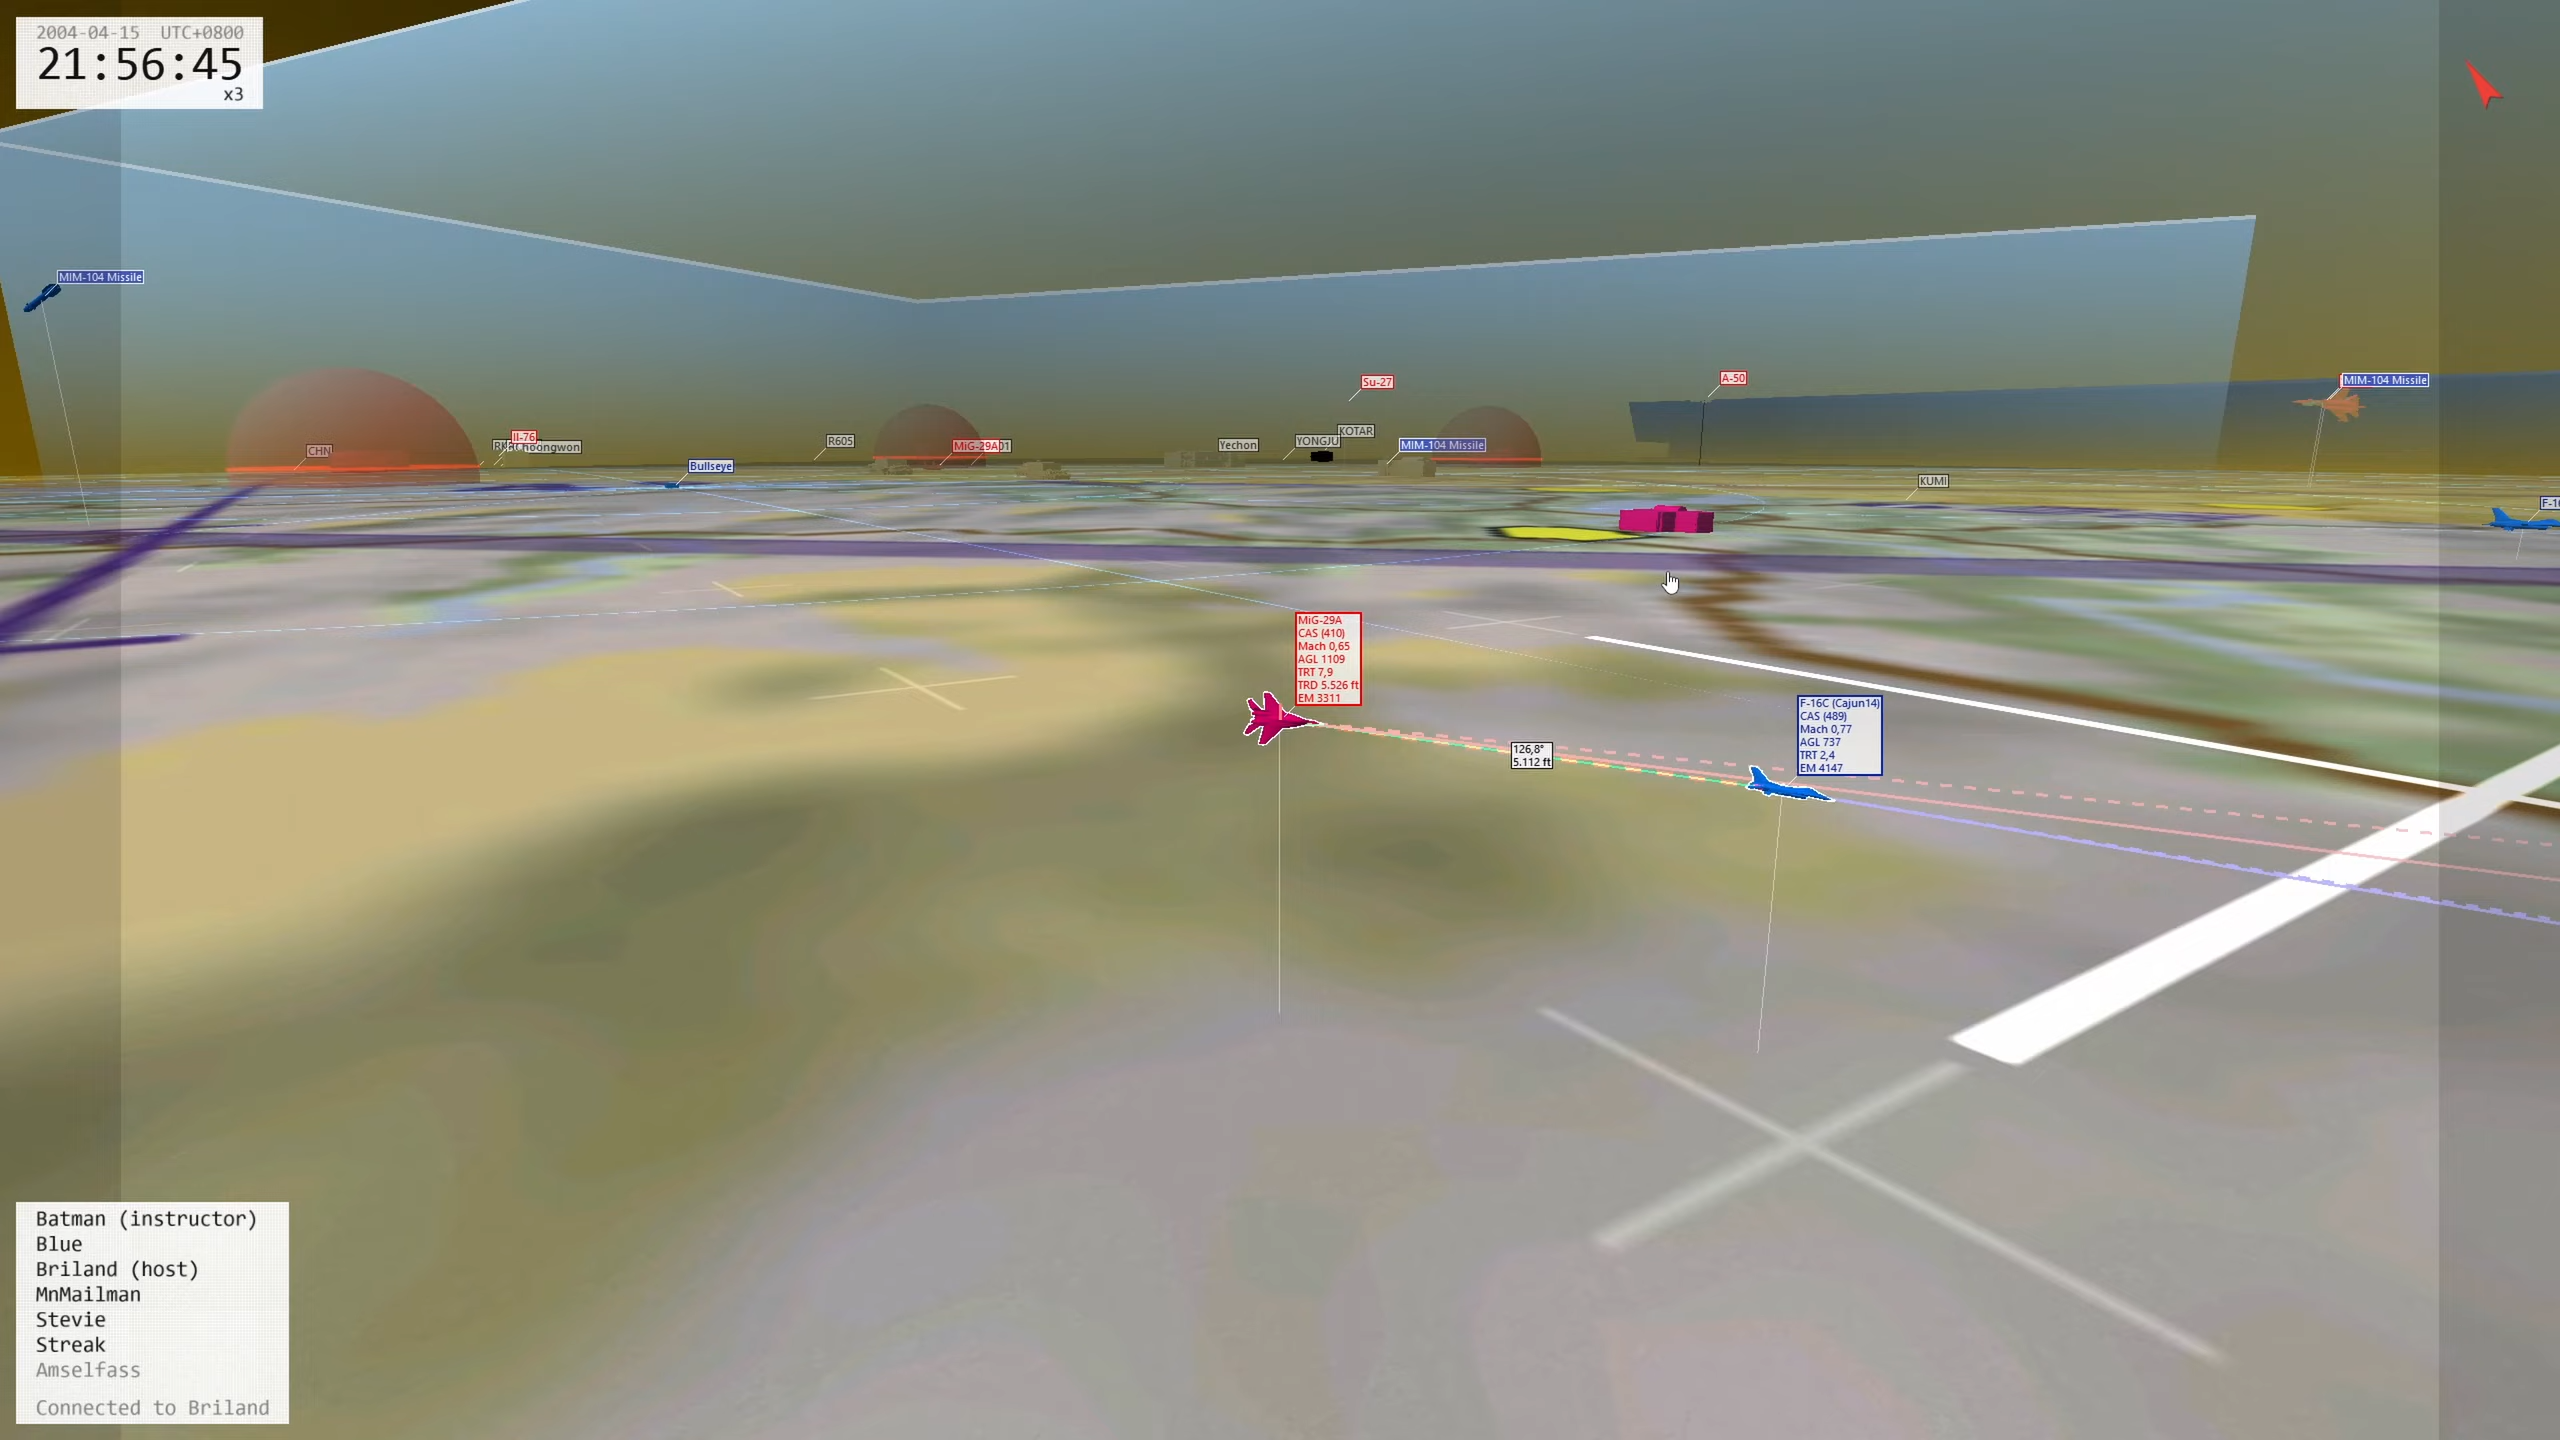 2004-04-15 UTC+0800
21:56:45
x3
MIM-104 Missile
CHN
Il-76
Bullseye
R605
MiG-29A
Su-27
A-50
Yechon
YONGJU
KOTAR
MIM-104 Missile
MIM-104 Missile
KUMI
MiG-29A
CAS (410)
Mach 0,65
AGL 1109
TRT 7,9
TRD 5.526 ft
EM 3311
126,8°
5.112 ft
F-16C (Cajun14)
CAS (489)
Mach 0,77
AGL 737
TRT 2,4
EM 4147
Batman (instructor)
Blue
Briland (host)
MnMailman
Stevie
Streak
Amselfass
Connected to Briland